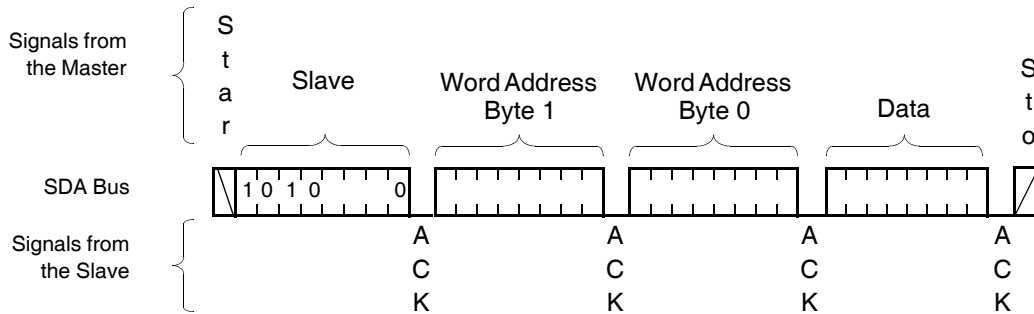 Signals from
the Master
S
t
a
r
Slave
Word Address
Byte 1
Word Address
Byte 0
Data
S
t
o
SDA Bus
1 0 1 0 0
Signals from
the Slave
A
C
K
A
C
K
A
C
K
A
C
K